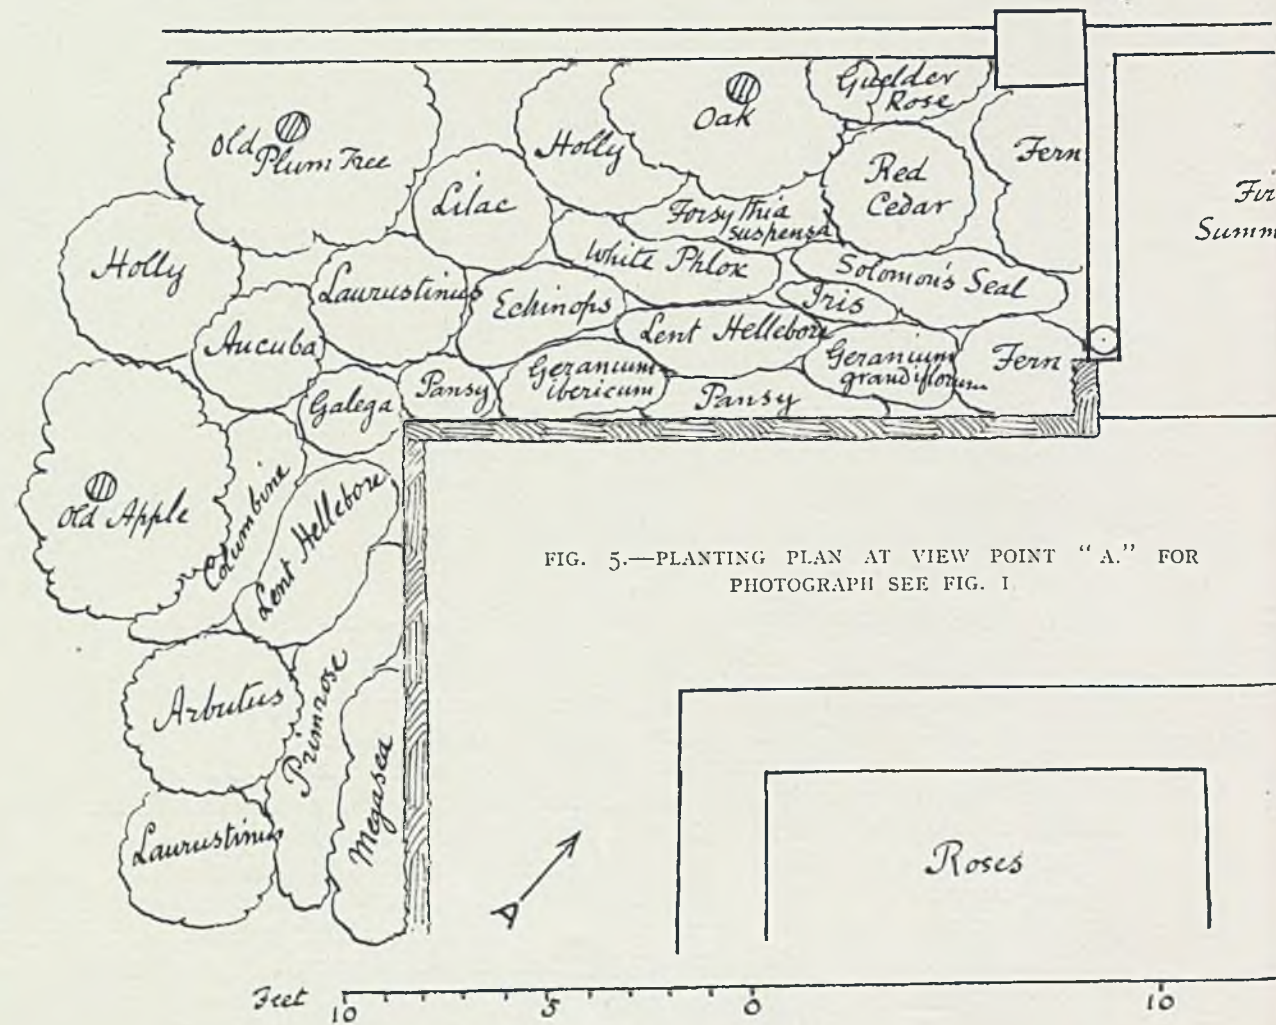 Guelder
Rose
Oak
Old
Plum Tree
Holly
Fern
Red
Cedar
Lilac
Forsythia
suspensa
Holly
White Phlox
Solomon's Seal
Laurustinus
Echinops
Iris
Aucuba
Lent Hellebore
Geranium
grandiflorum
Fern
Geranium
ibericum
Pansy
Pansy
Galega
Old Apple
Columbine
Lent Hellebore
FIG. 5.—PLANTING PLAN AT VIEW POINT "A." FOR
PHOTOGRAPH SEE FIG. I
Arbutus
Primrose
Megasea
Laurustinus
A
Roses
Feet
10 5 0 10